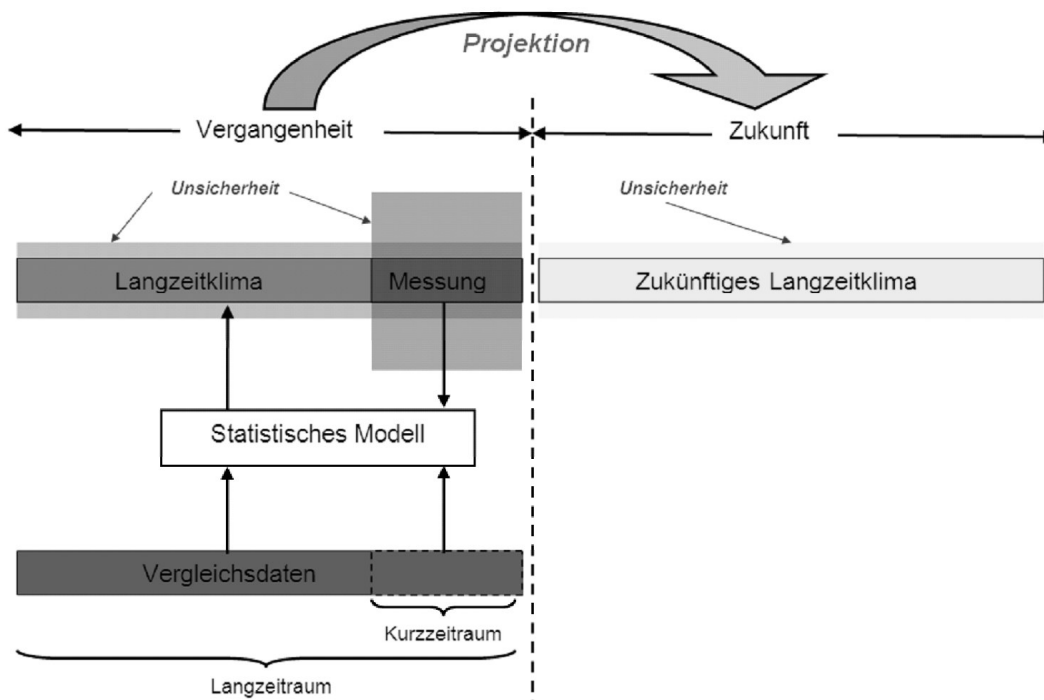 Projektion
Vergangenheit
Zukunft
Unsicherheit
Unsicherheit
Langzeitklima
Messung
Zukünftiges Langzeitklima
Statistisches Modell
Vergleichsdaten
Kurzzeitraum
Langzeitraum